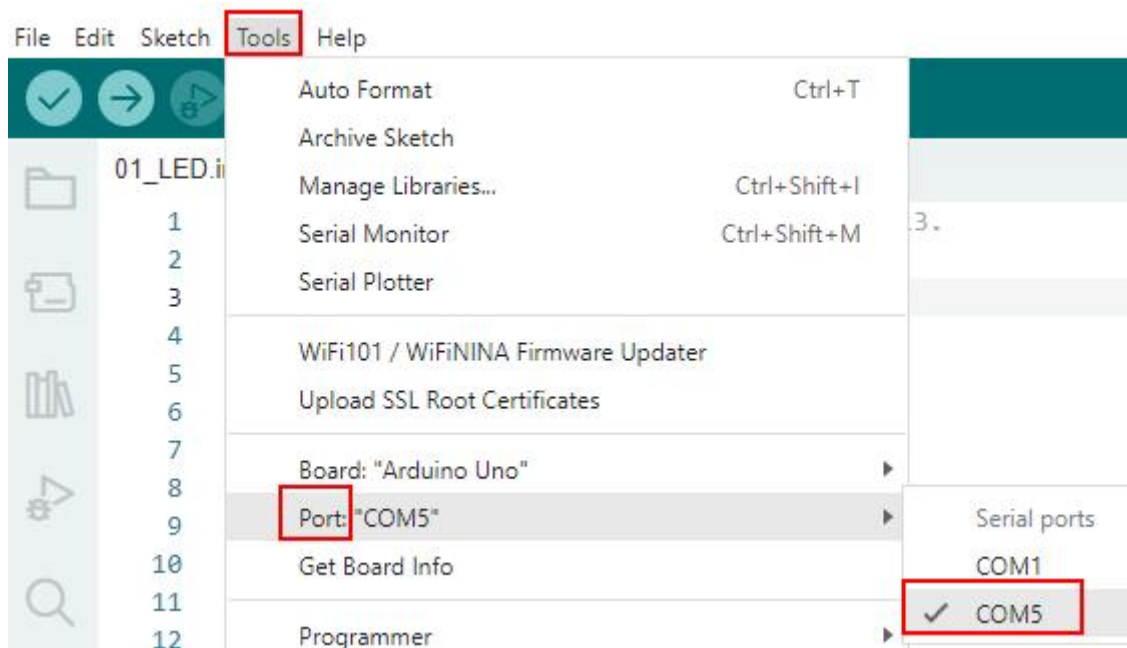 File Edit Sketch Tools Help
Auto Format Ctrl+T
Archive Sketch
01_LED.i
Manage Libraries... Ctrl+Shift+I
1
3.
Serial Monitor Ctrl+Shift+M
2
Serial Plotter
3
4
WiFi101 / WiFiNINA Firmware Updater
5
Upload SSL Root Certificates
6
7
Board: "Arduino Uno"
8
Port: "COM5"
Serial ports
9
Get Board Info
COM1
10
11
COM5
Programmer
12